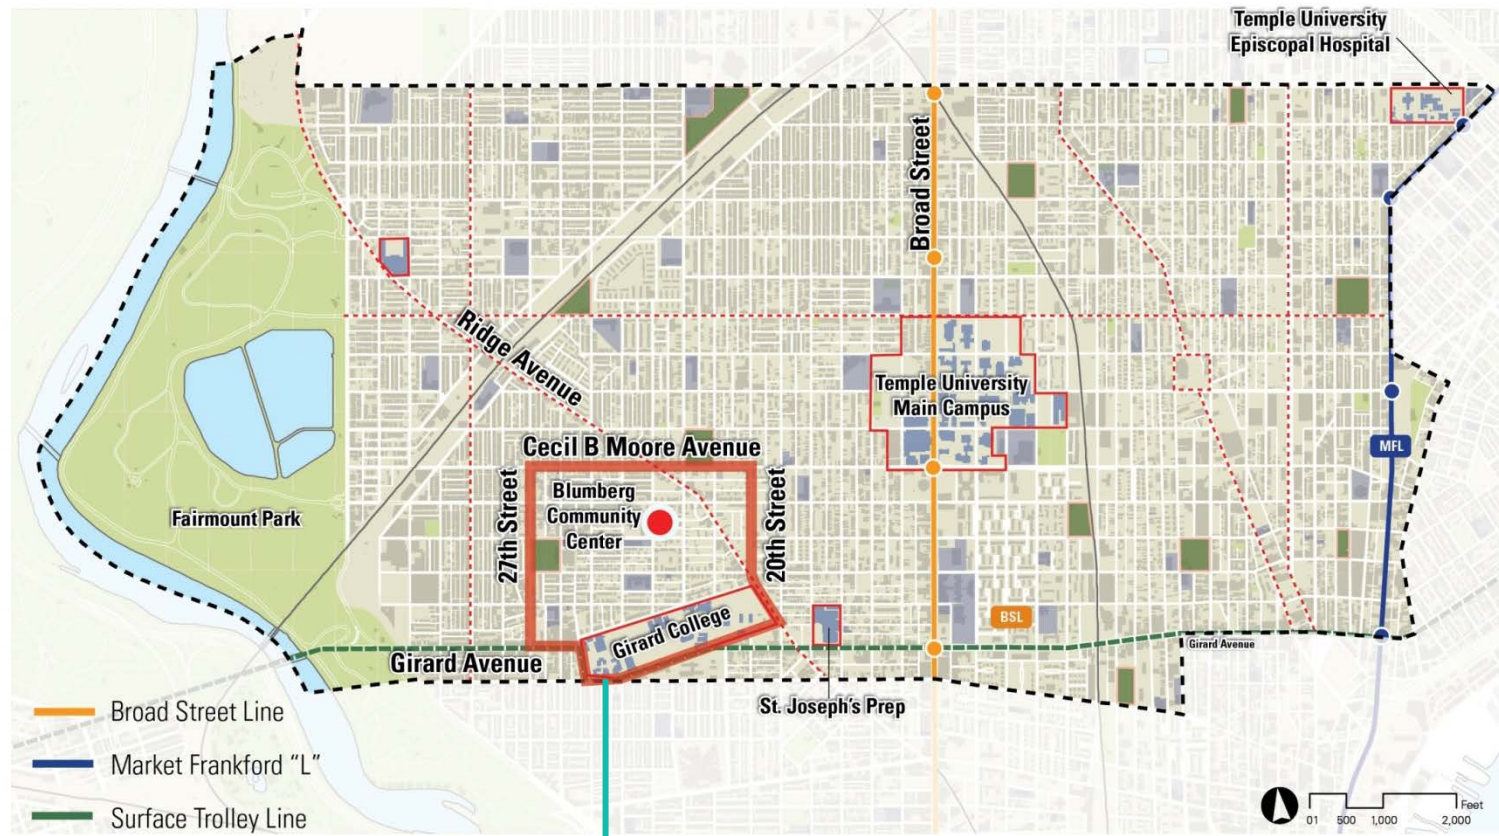 Temple University
Episcopal Hospital
Broad Street
Ridge Avenue
Temple University
Main Campus
MFL
Cecil B Moore Avenue
27th Street
Blumberg
Community
Center
20th Street
Fairmount Park
BSL
Girard College
Girard Avenue
Girard Avenue
St. Joseph's Prep
Broad Street Line
Market Frankford "L"
Surface Trolley Line
Feet
01 500 1,000 2,000